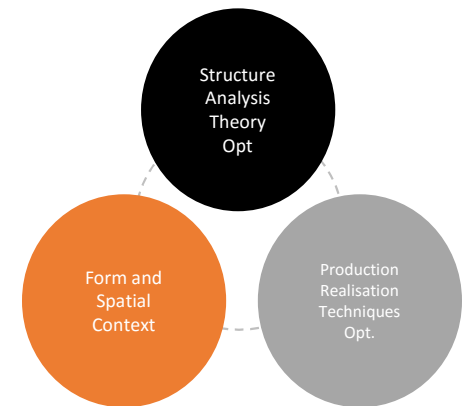 Structure
Analysis
Theory
Opt
Form and
Spatial
Context
Production
Realisation
Techniques
Opt.